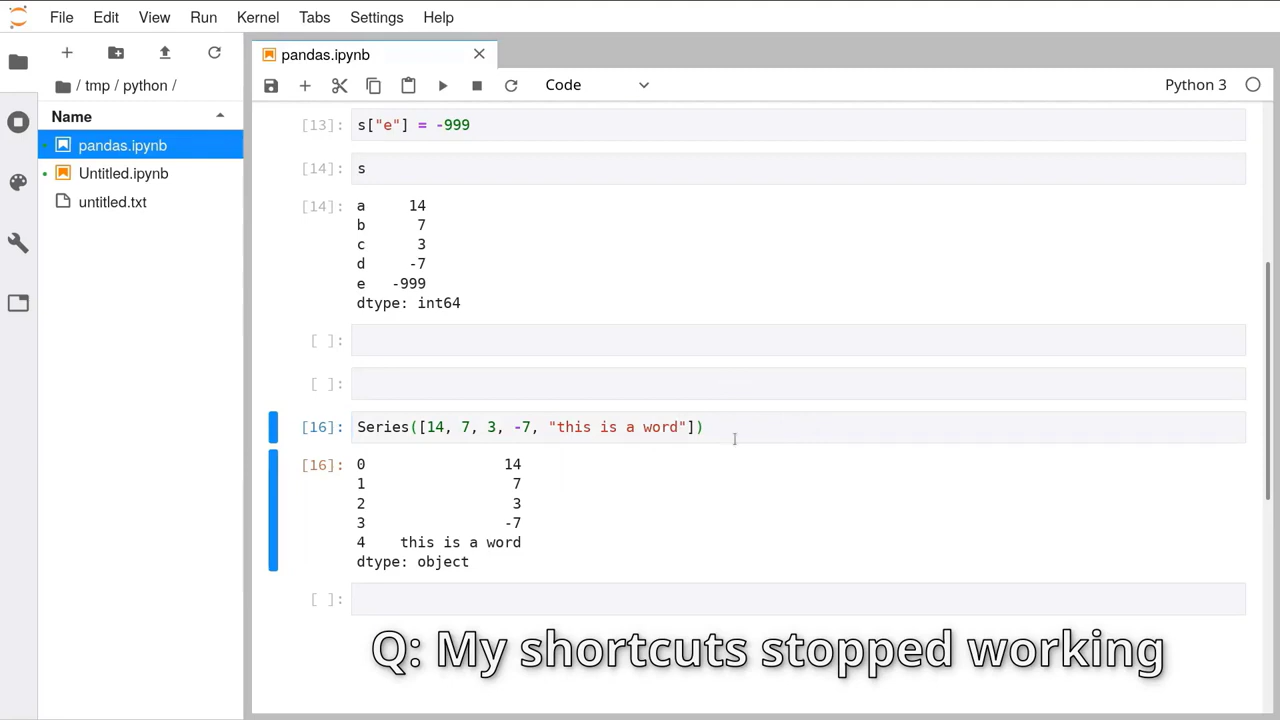 File Edit View Run Kernel Tabs Settings Help
pandas.ipynb
/ tmp / python /
Code
Python 3
Name
pandas.ipynb
Untitled.ipynb
untitled.txt
[13]: s["e"] = -999
[14]: s
[14]: a 14
b 7
c 3
d -7
e -999
dtype: int64
[ ]:
[ ]:
[16]: Series([14, 7, 3, -7, "this is a word"])
[16]: 0 14
1 7
2 3
3 -7
4 this is a word
dtype: object
[ ]:
Q: My shortcuts stopped working